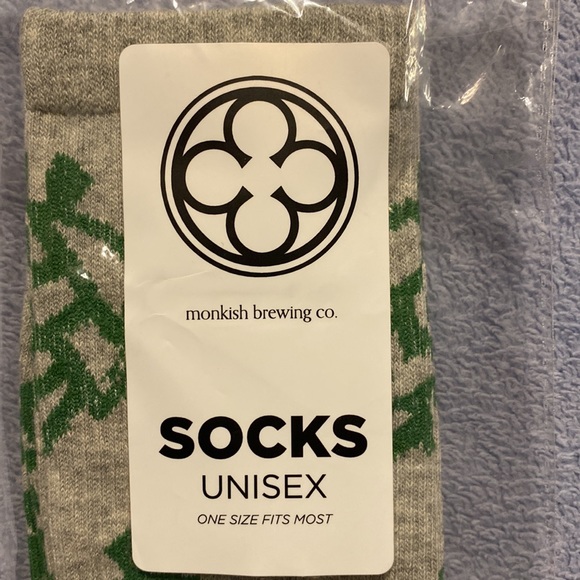 monkish brewing co.
SOCKS
UNISEX
ONE SIZE FITS MOST